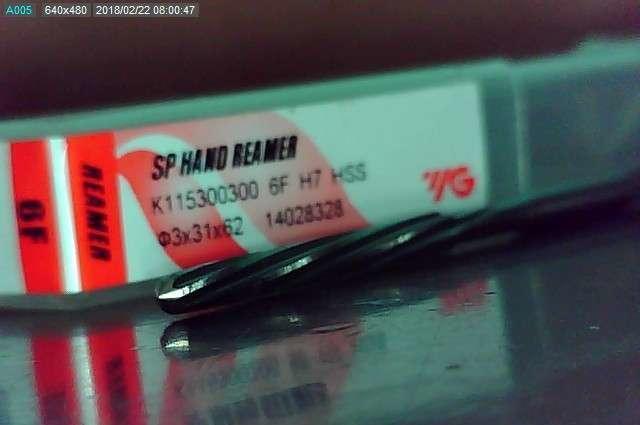 A005 640x480 2018/02/22 08:00:47
SP HAND REAMER
K115300300 6F H7 HSS
Φ3x31x62 14028328
YG
REAMER
6F